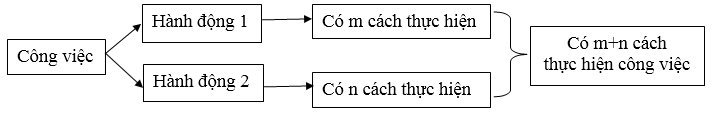 Công việc
Hành động 1
Có m cách thực hiện
Hành động 2
Có n cách thực hiện
Có m+n cách
thực hiện công việc